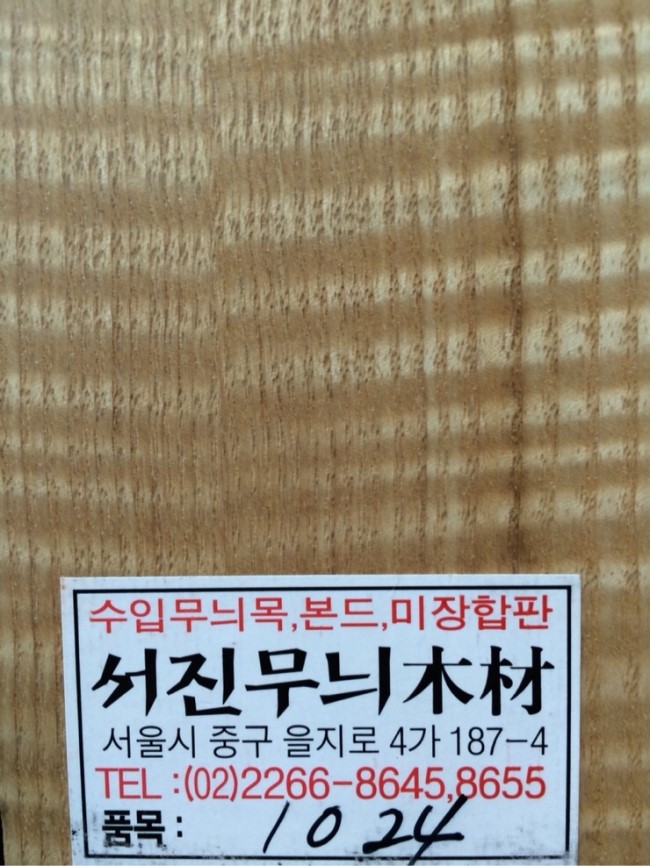 수입무늬목,본드,미장합판
서진무늬木材
서울시 중구 을지로 4가 187-4
TEL :(02)2266-8645,8655
품목 : 1024